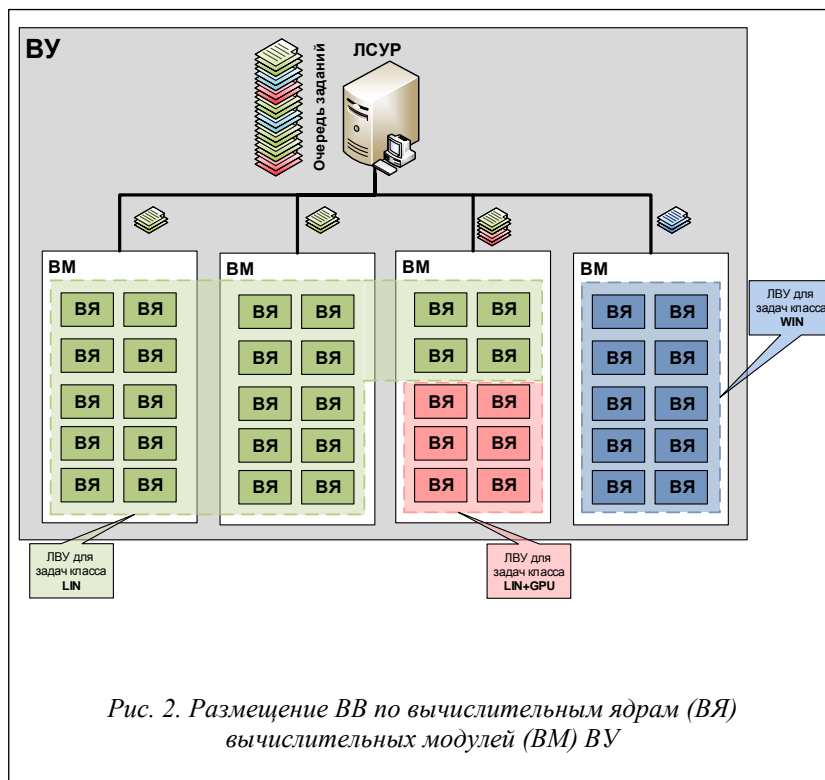 ВУ
ЛСУР
Очередь заданий
ВМ
ВМ
ВМ
ВМ
ВЯ ВЯ ВЯ ВЯ ВЯ ВЯ ВЯ ВЯ
ВЯ ВЯ ВЯ ВЯ ВЯ ВЯ ВЯ ВЯ
ВЯ ВЯ ВЯ ВЯ ВЯ ВЯ ВЯ ВЯ
ВЯ ВЯ ВЯ ВЯ ВЯ ВЯ ВЯ ВЯ
ВЯ ВЯ ВЯ ВЯ ВЯ ВЯ ВЯ ВЯ
ЛВУ для
задач класса
WIN
ЛВУ для
задач класса
LIN
ЛВУ для
задач класса
LIN+GPU
Рис. 2. Размещение ВВ по вычислительным ядрам (ВЯ)
вычислительных модулей (ВМ) ВУ